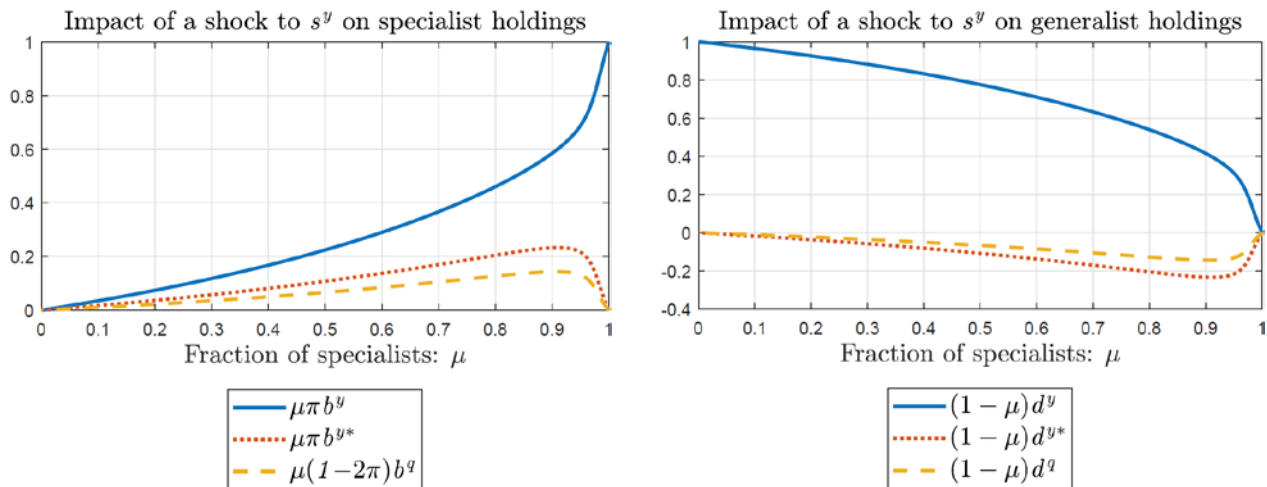 Impact of a shock to s^y on specialist holdings
1
0.8
0.6
0.4
0.2
0
0 0.1 0.2 0.3 0.4 0.5 0.6 0.7 0.8 0.9 1
Fraction of specialists: μ
μπb^y
μπb^{y*}
μ(1−2π)b^q
Impact of a shock to s^y on generalist holdings
1
0.8
0.6
0.4
0.2
0
-0.2
-0.4
0 0.1 0.2 0.3 0.4 0.5 0.6 0.7 0.8 0.9 1
Fraction of specialists: μ
(1 − μ)d^y
(1 − μ)d^{y*}
(1 − μ)d^q